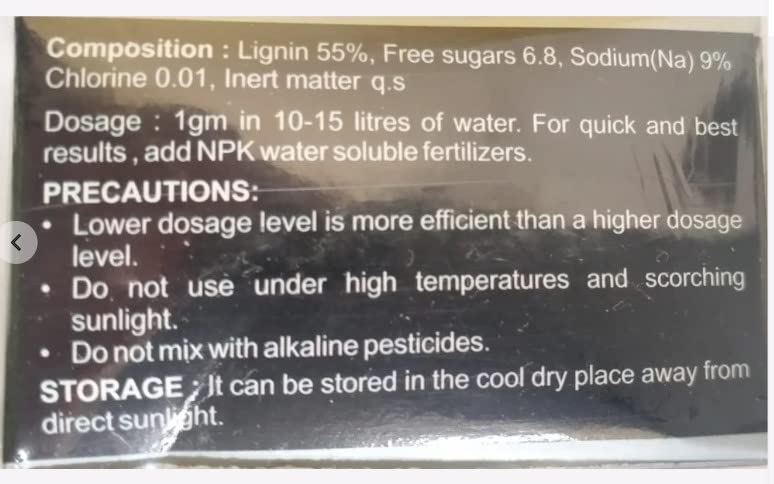 Composition : Lignin 55%, Free sugars 6.8, Sodium(Na) 9%
Chlorine 0.01, Inert matter q.s
Dosage : 1gm in 10-15 litres of water. For quick and best
results , add NPK water soluble fertilizers.
PRECAUTIONS:
• Lower dosage level is more efficient than a higher dosage
level.
• Do not use under high temperatures and scorching
sunlight.
• Do not mix with alkaline pesticides.
STORAGE : It can be stored in the cool dry place away from
direct sunlight.